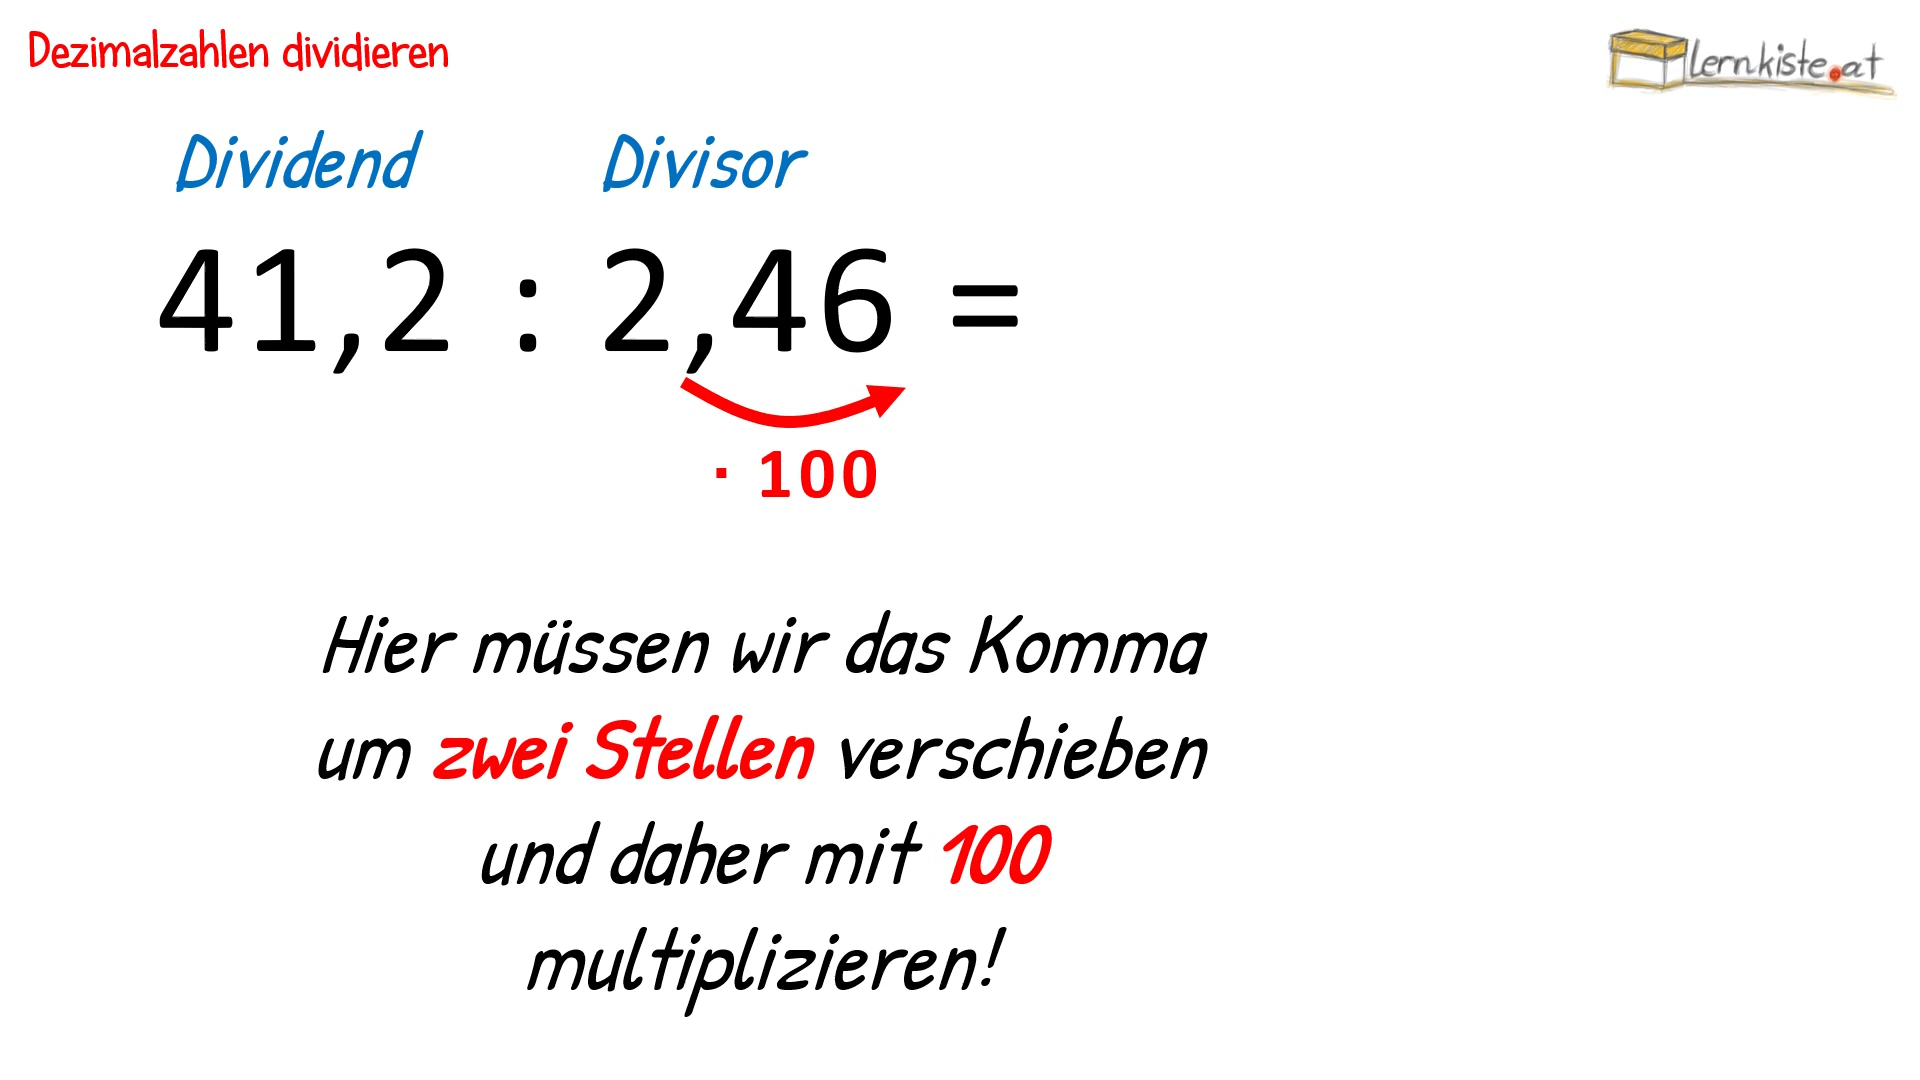 Dezimalzahlen dividieren
lernkiste.at
Dividend Divisor
41,2 : 2,46 =
· 100
Hier müssen wir das Komma
um zwei Stellen verschieben
und daher mit 100
multiplizieren!